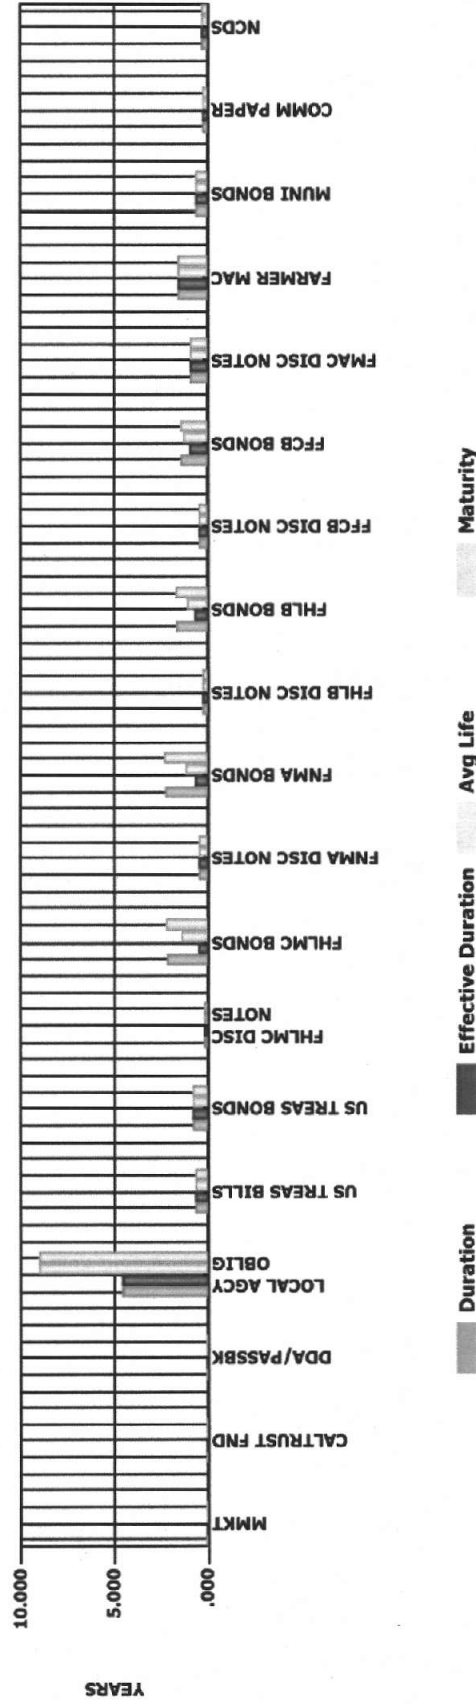 YEARS
10.000
5.000
.000
MMKT
CALTRUST FND
DDA/PASSBK
LOCAL AGCY
OBLIG
US TREAS BILLS
US TREAS BONDS
FHLMC DISC
NOTES
FHLMC BONDS
FNMA DISC NOTES
FNMA BONDS
FHLB DISC NOTES
FHLB BONDS
FFCB DISC NOTES
FFCB BONDS
FMAC DISC NOTES
FARMER MAC
MUNI BONDS
COMM PAPER
NCDS
Duration
Effective Duration
Avg Life
Maturity